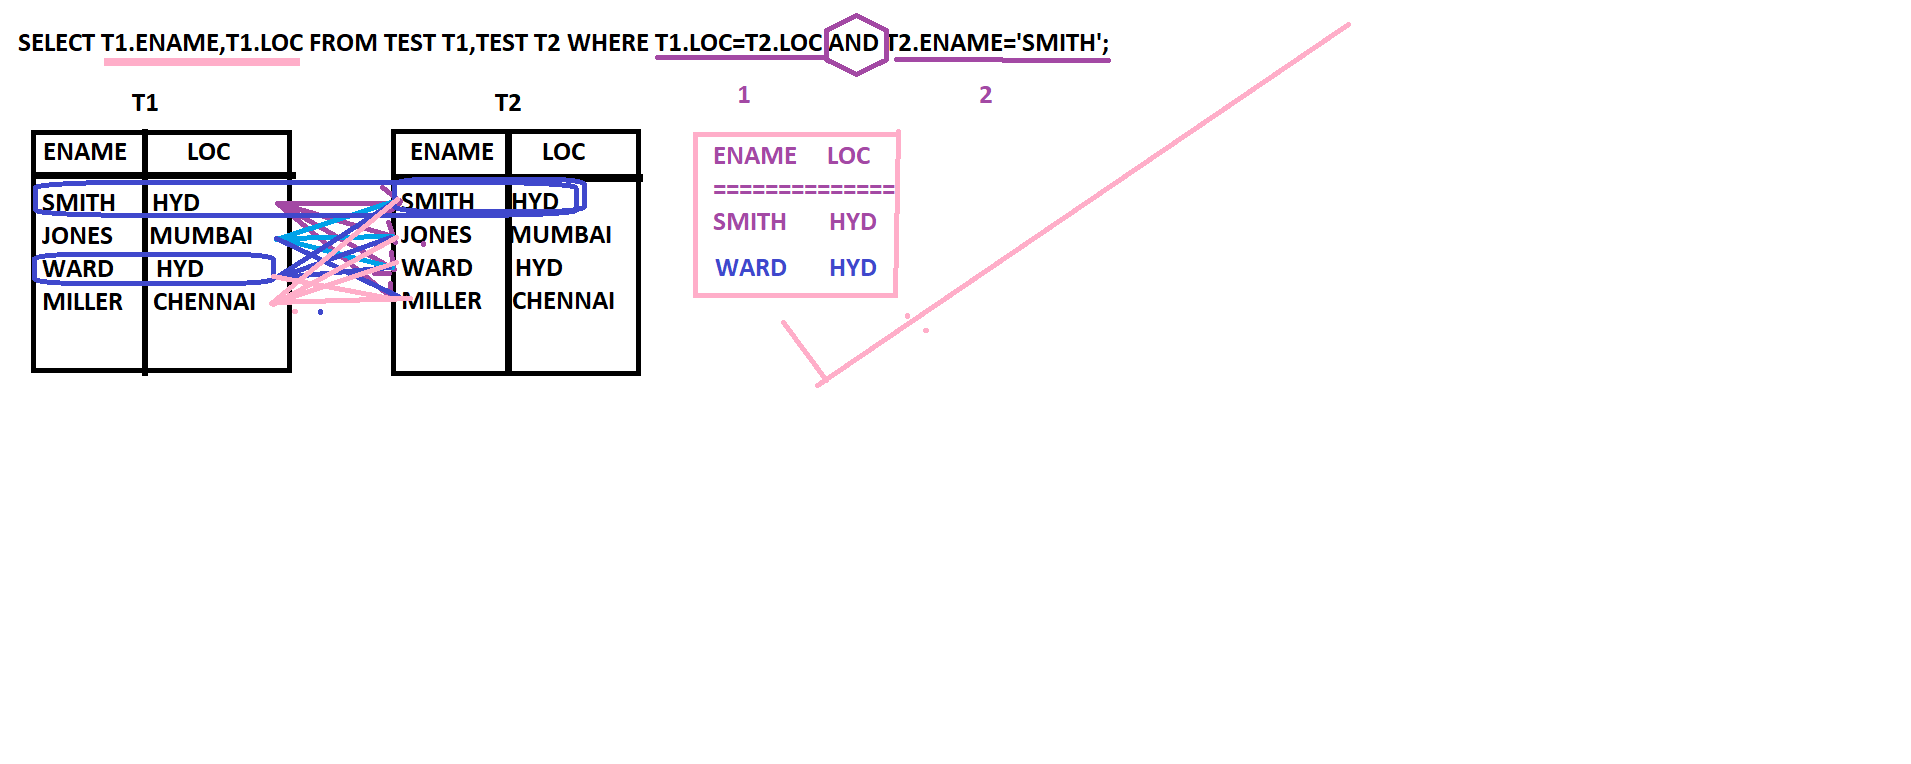 SELECT T1.ENAME,T1.LOC FROM TEST T1,TEST T2 WHERE T1.LOC=T2.LOC AND T2.ENAME='SMITH';
1 2
T1 T2
ENAME LOC ENAME LOC ENAME LOC
==============
SMITH HYD SMITH HYD SMITH HYD
JONES MUMBAI JONES MUMBAI
WARD HYD WARD HYD WARD HYD
MILLER CHENNAI MILLER CHENNAI